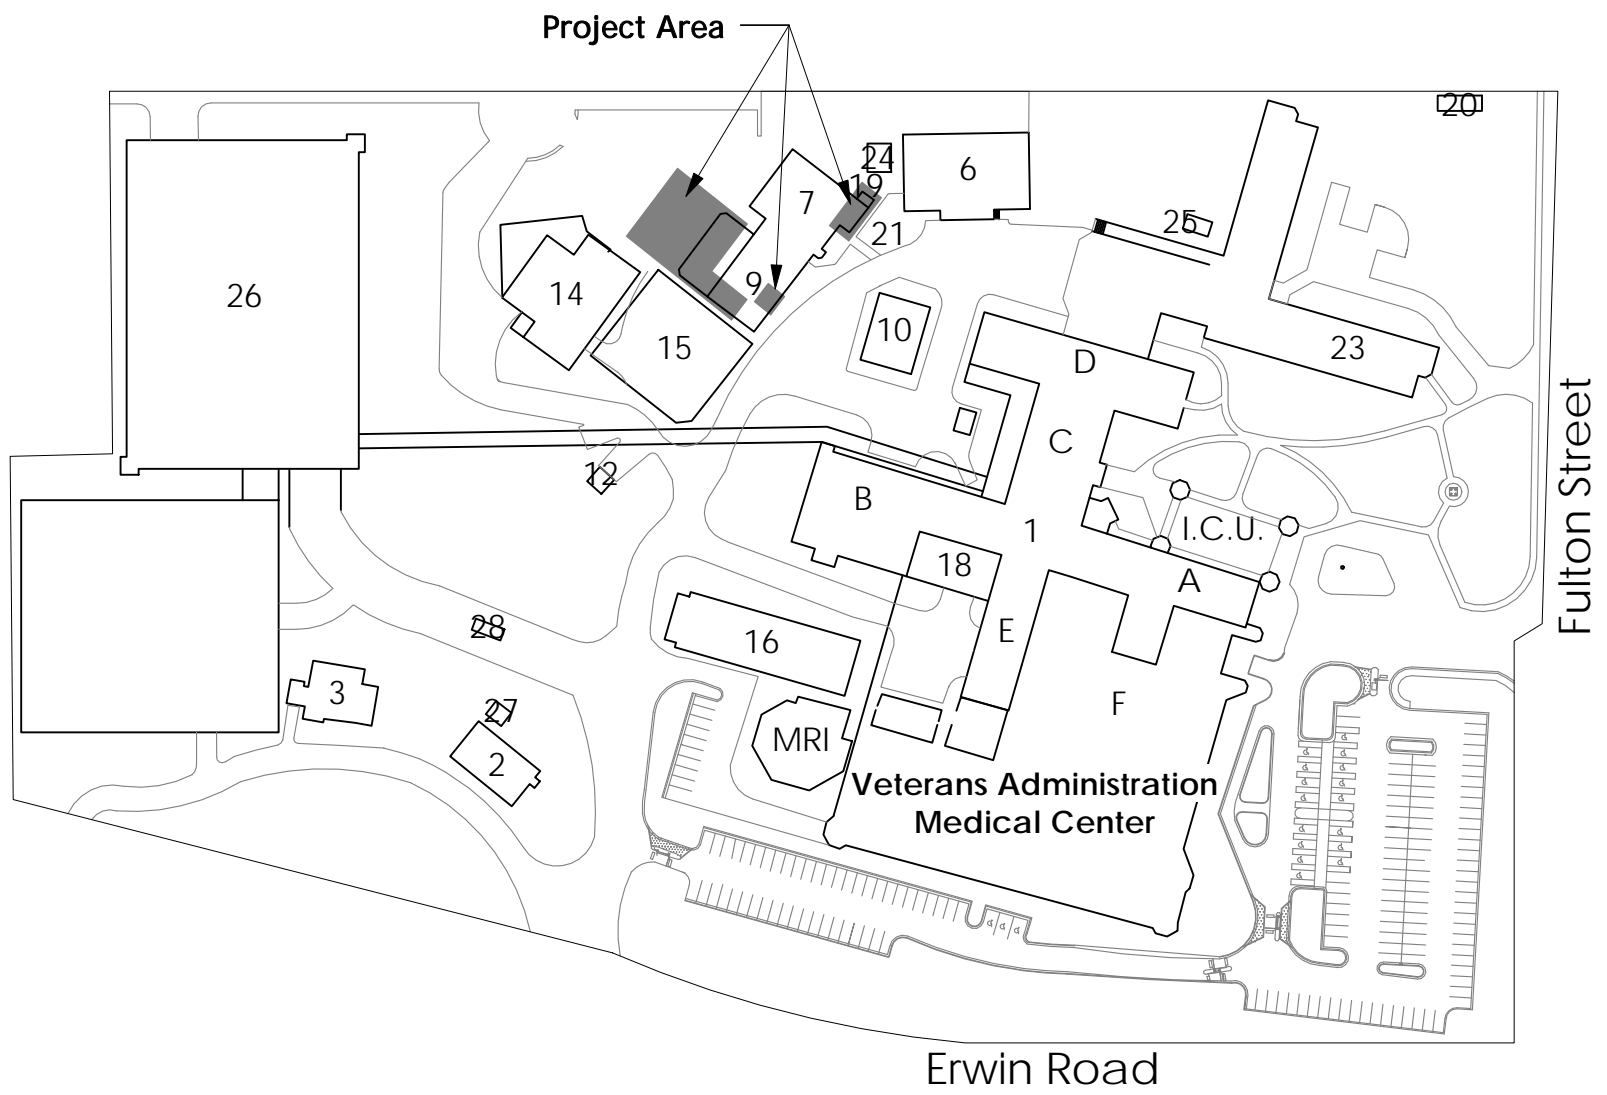 Project Area
20
24
6
19
7
25
21
9
26
14
10
15
23
D
C
12
B
1
I.C.U.
18
A
28
E
16
3
27
F
MRI
2
Veterans Administration
Medical Center
Fulton Street
Erwin Road